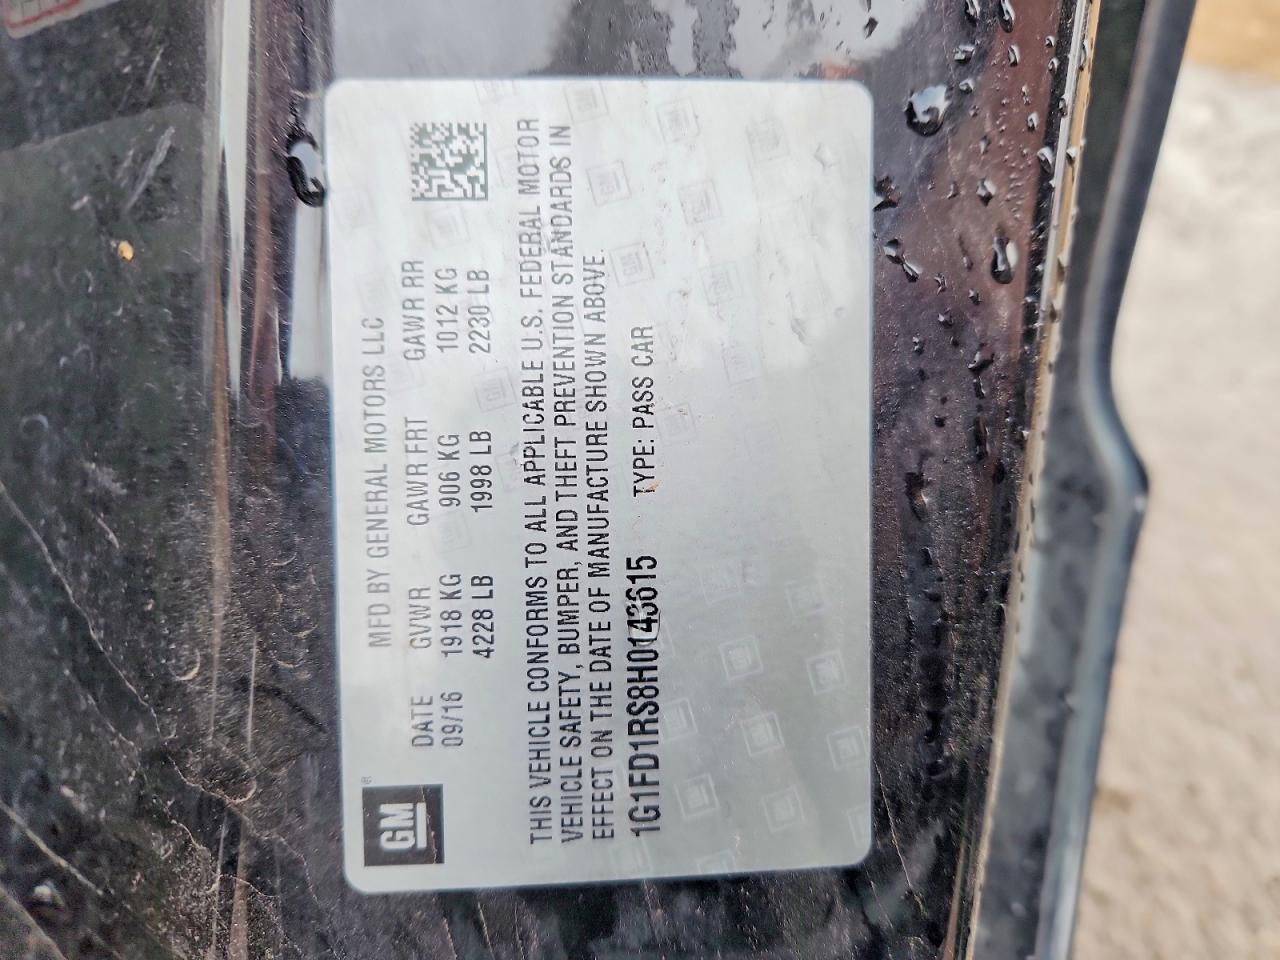 GM
®
MFD BY GENERAL MOTORS LLC
DATE GVWR GAWR FRT GAWR RR
09/16 1918 KG 906 KG 1012 KG
4228 LB 1998 LB 2230 LB
THIS VEHICLE CONFORMS TO ALL APPLICABLE U.S. FEDERAL MOTOR
VEHICLE SAFETY, BUMPER, AND THEFT PREVENTION STANDARDS IN
EFFECT ON THE DATE OF MANUFACTURE SHOWN ABOVE.
1G1FD1RS8H0143615 TYPE: PASS CAR